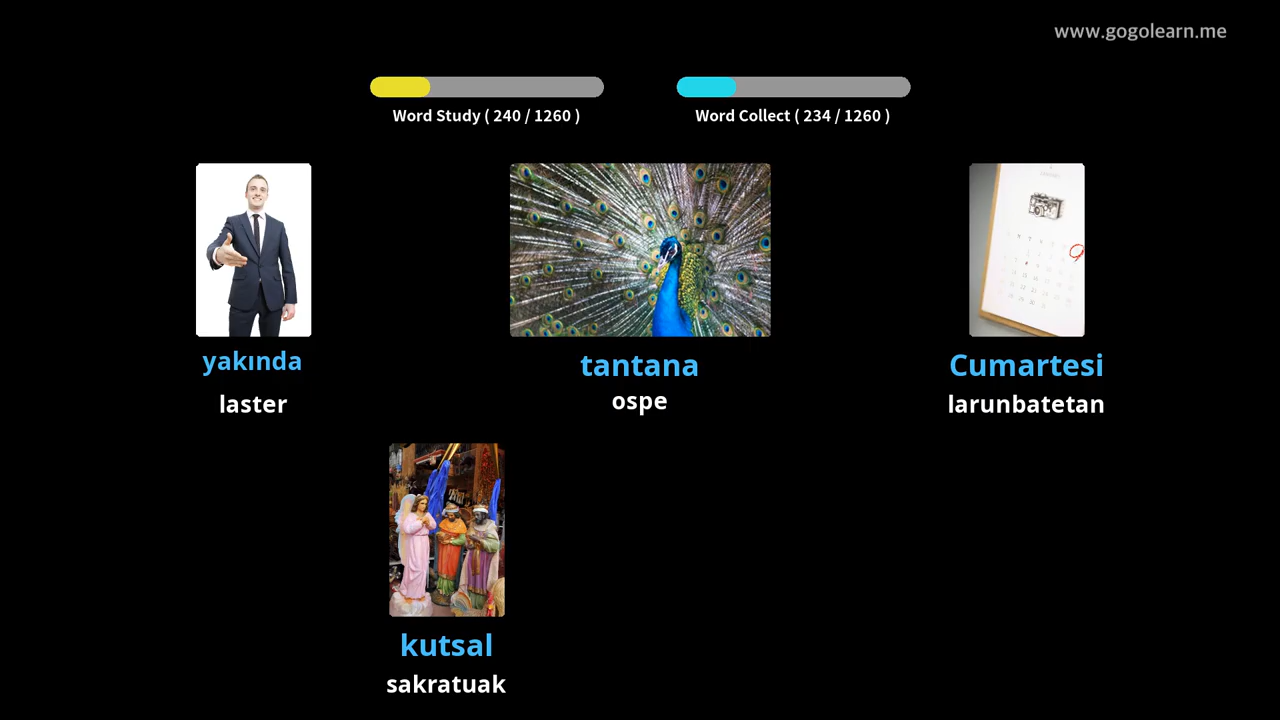 www.gogolearn.me
Word Study ( 240 / 1260 )
Word Collect ( 234 / 1260 )
yakında
laster
tantana
ospe
Cumartesi
larunbatetan
kutsal
sakratuak